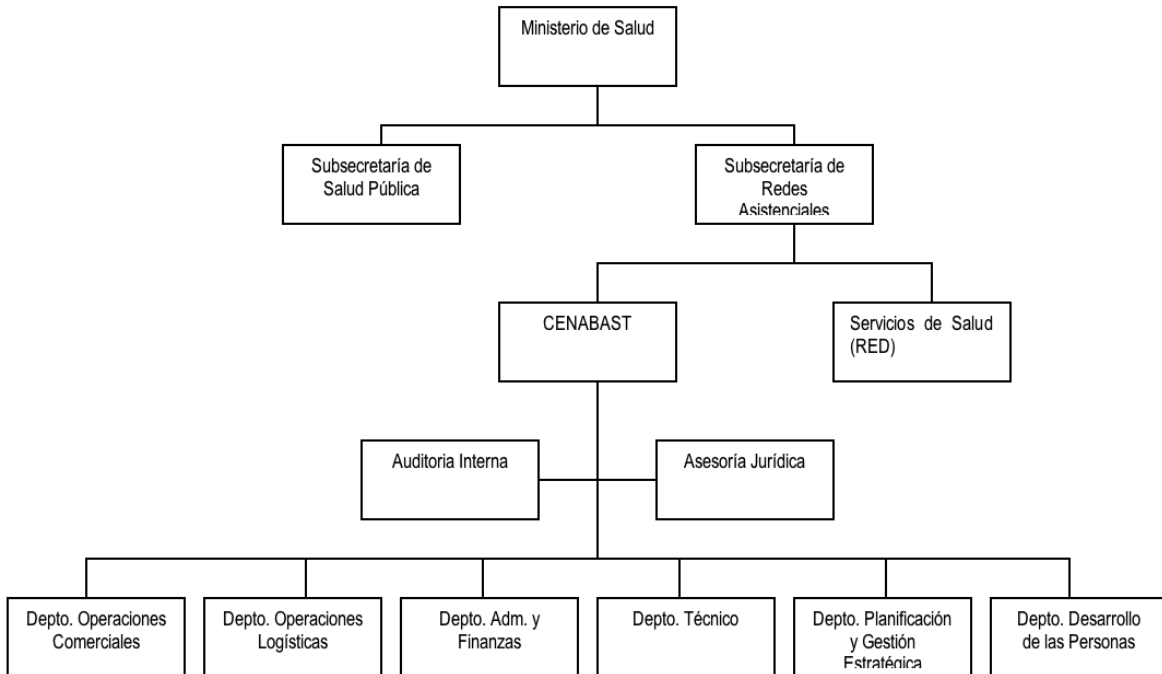 Ministerio de Salud
Subsecretaría de
Salud Pública
Subsecretaría de
Redes
Asistenciales
CENABAST
Servicios de Salud
(RED)
Auditoria Interna
Asesoría Jurídica
Depto. Operaciones
Comerciales
Depto. Operaciones
Logísticas
Depto. Adm. y
Finanzas
Depto. Técnico
Depto. Planificación
y Gestión
Estratégica
Depto. Desarrollo
de las Personas